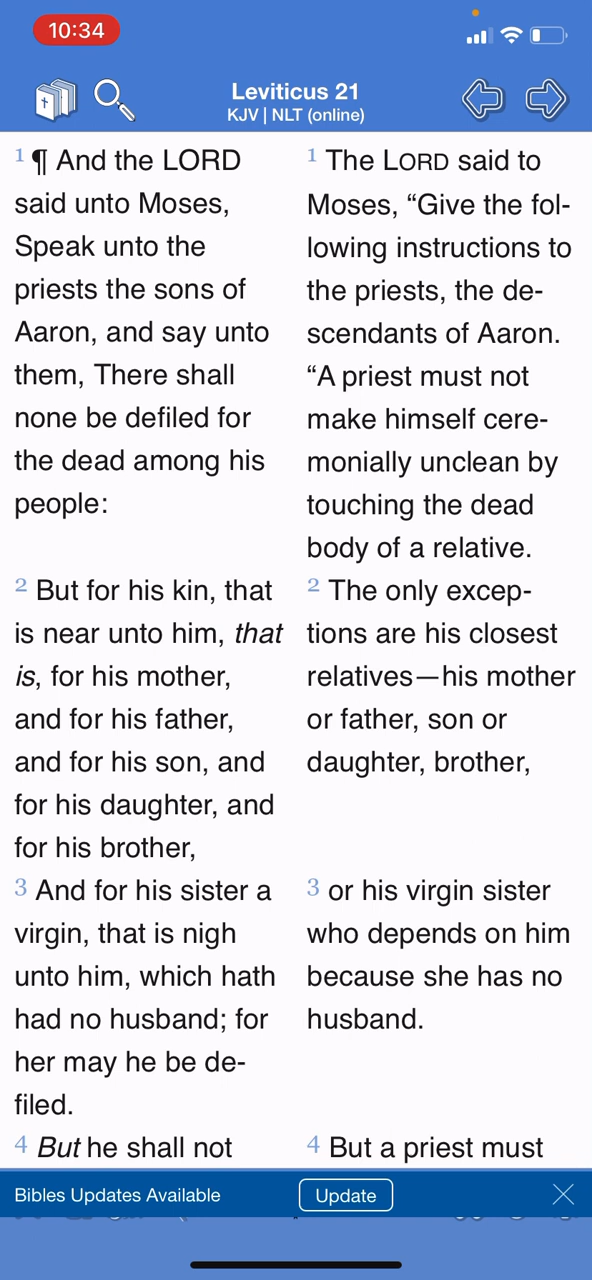 10:34
Leviticus 21
KJV | NLT (online)
1 ¶ And the LORD
said unto Moses,
Speak unto the
priests the sons of
Aaron, and say unto
them, There shall
none be defiled for
the dead among his
people:
1 The LORD said to
Moses, “Give the fol-
lowing instructions to
the priests, the de-
scendants of Aaron.
“A priest must not
make himself cere-
monially unclean by
touching the dead
body of a relative.
2 But for his kin, that
is near unto him, that
is, for his mother,
and for his father,
and for his son, and
for his daughter, and
for his brother,
2 The only excep-
tions are his closest
relatives—his mother
or father, son or
daughter, brother,
3 And for his sister a
virgin, that is nigh
unto him, which hath
had no husband; for
her may he be de-
filed.
3 or his virgin sister
who depends on him
because she has no
husband.
4 But he shall not
4 But a priest must
Bibles Updates Available
Update